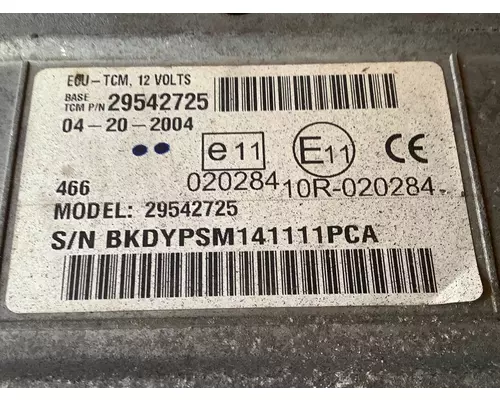 ECU-TCM, 12 VOLTS
BASE TCM P/N 29542725
04-20-2004
e11 E11 CE
020284 10R-020284
466
MODEL: 29542725
S/N BKDYPSM141111PCA